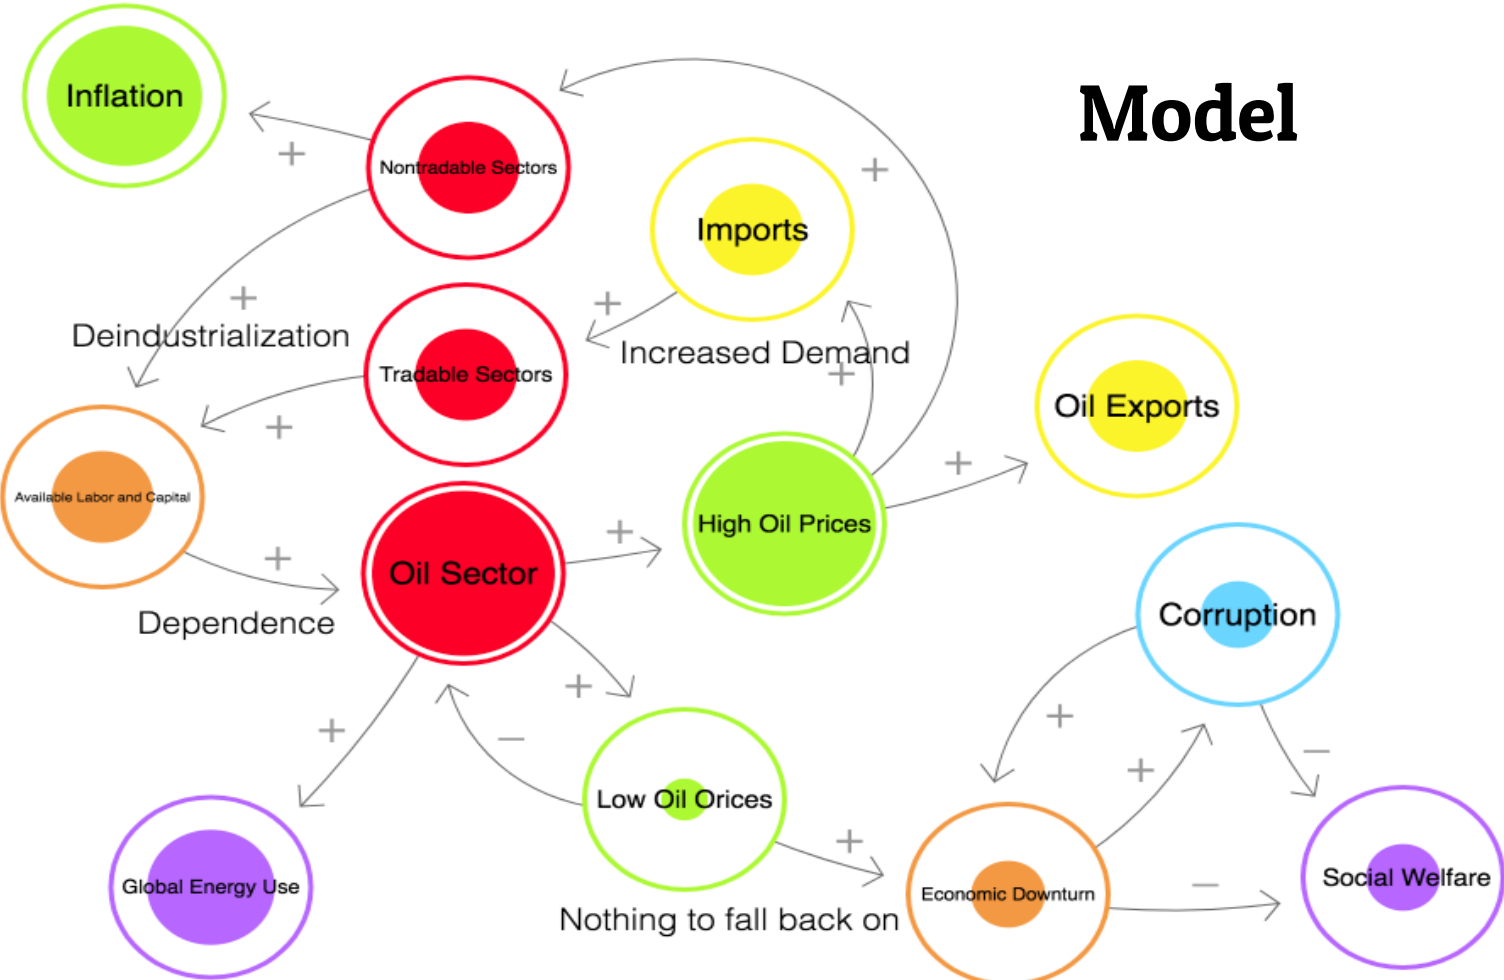 Model
Inflation
+
Nontradable Sectors
+
Imports
+
+
Deindustrialization
+
Increased Demand
+
Tradable Sectors
+
Oil Exports
Available Labor and Capital
+
High Oil Prices
+
+
Oil Sector
Dependence
Corruption
+
+
−
Low Oil Orices
+
+
−
+
Global Energy Use
Nothing to fall back on
Economic Downturn
−
Social Welfare